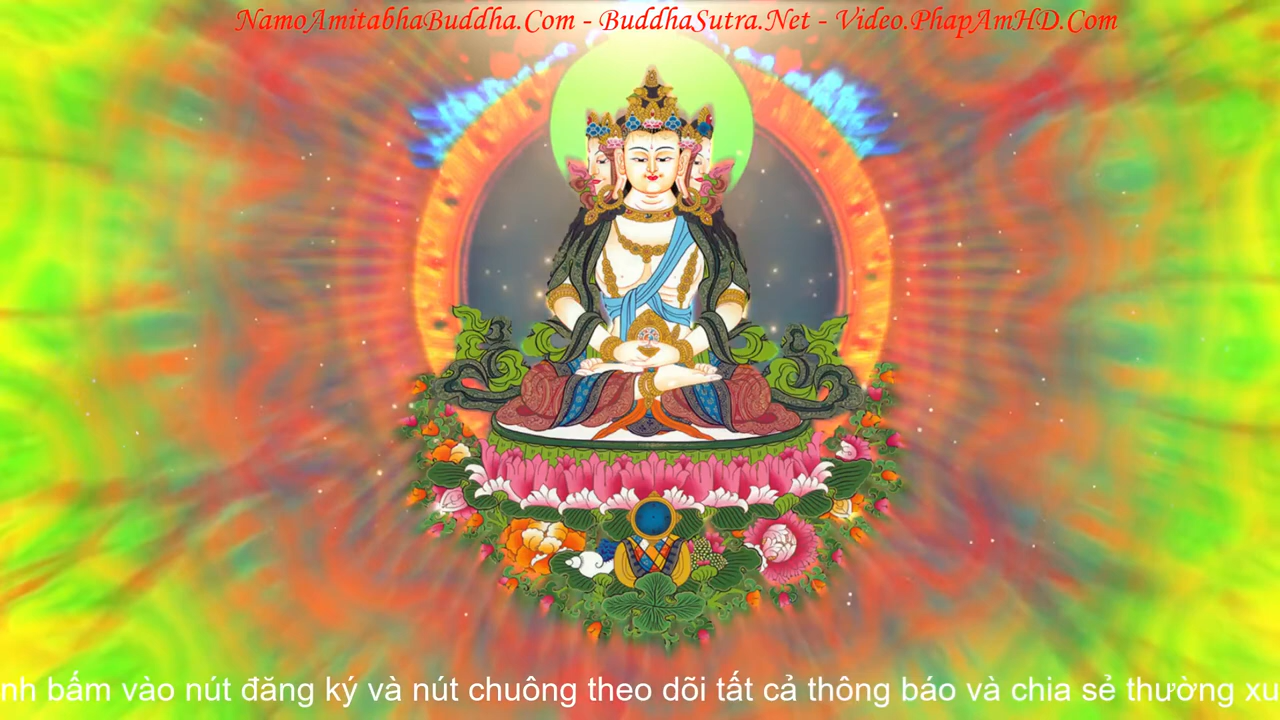 NamoAmitabhaBuddha.Com - BuddhaSutra.Net - Video.PhapAmHD.Com
nh bấm vào nút đăng ký và nút chuông theo dõi tất cả thông báo và chia sẻ thường xu